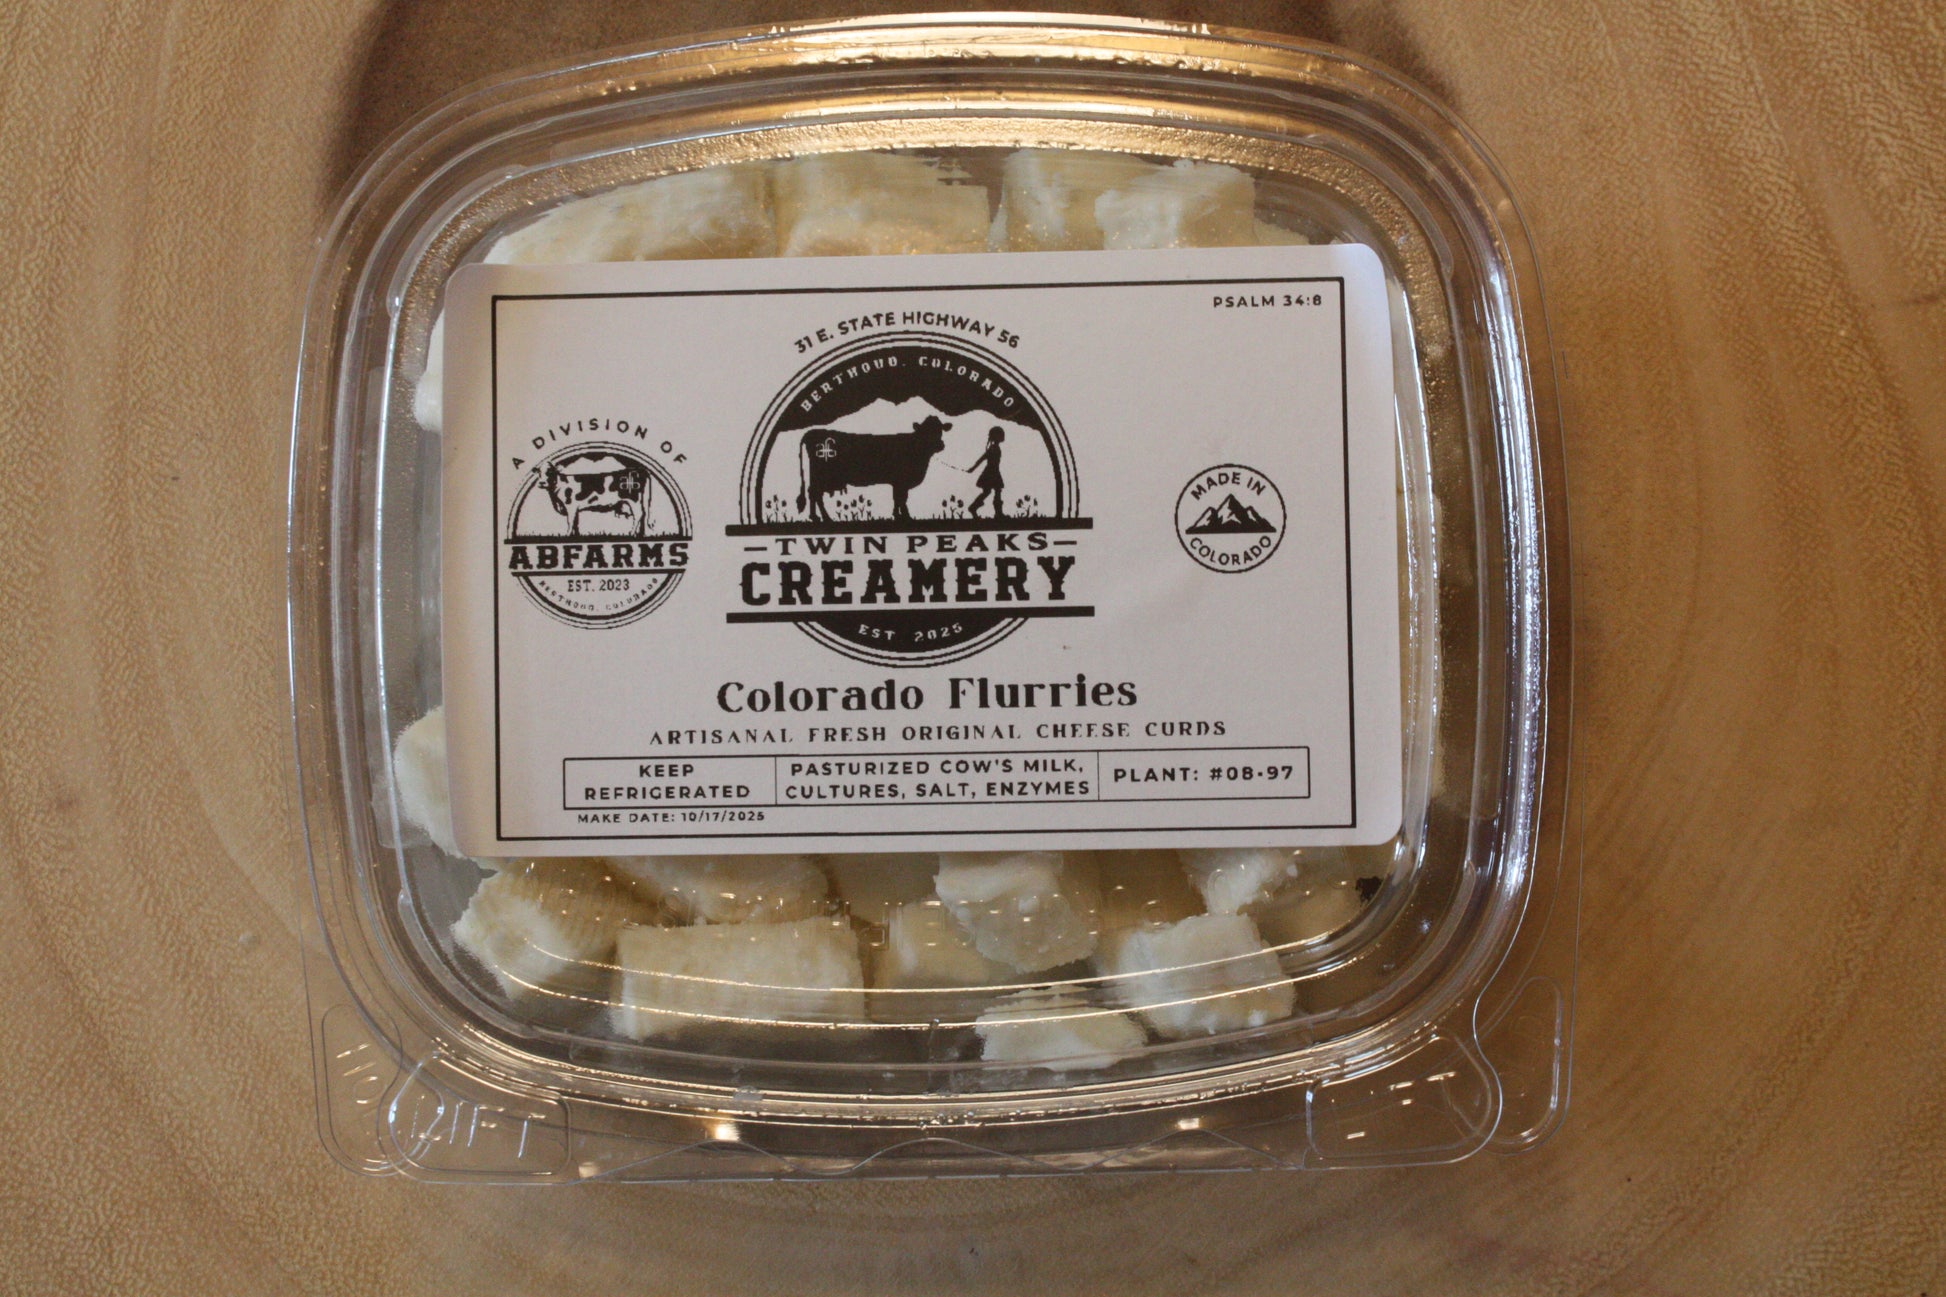 PSALM 34:8
31 E. STATE HIGHWAY 56
BERTHOUD, COLORADO
A DIVISION OF
ABFARMS
EST. 2023
BERTHOUD, COLORADO
TWIN PEAKS
CREAMERY
EST 2025
MADE IN
COLORADO
Colorado Flurries
ARTISANAL FRESH ORIGINAL CHEESE CURDS
KEEP
REFRIGERATED
PASTURIZED COW'S MILK,
CULTURES, SALT, ENZYMES
PLANT: #08-97
MAKE DATE: 10/17/2025
LIFT